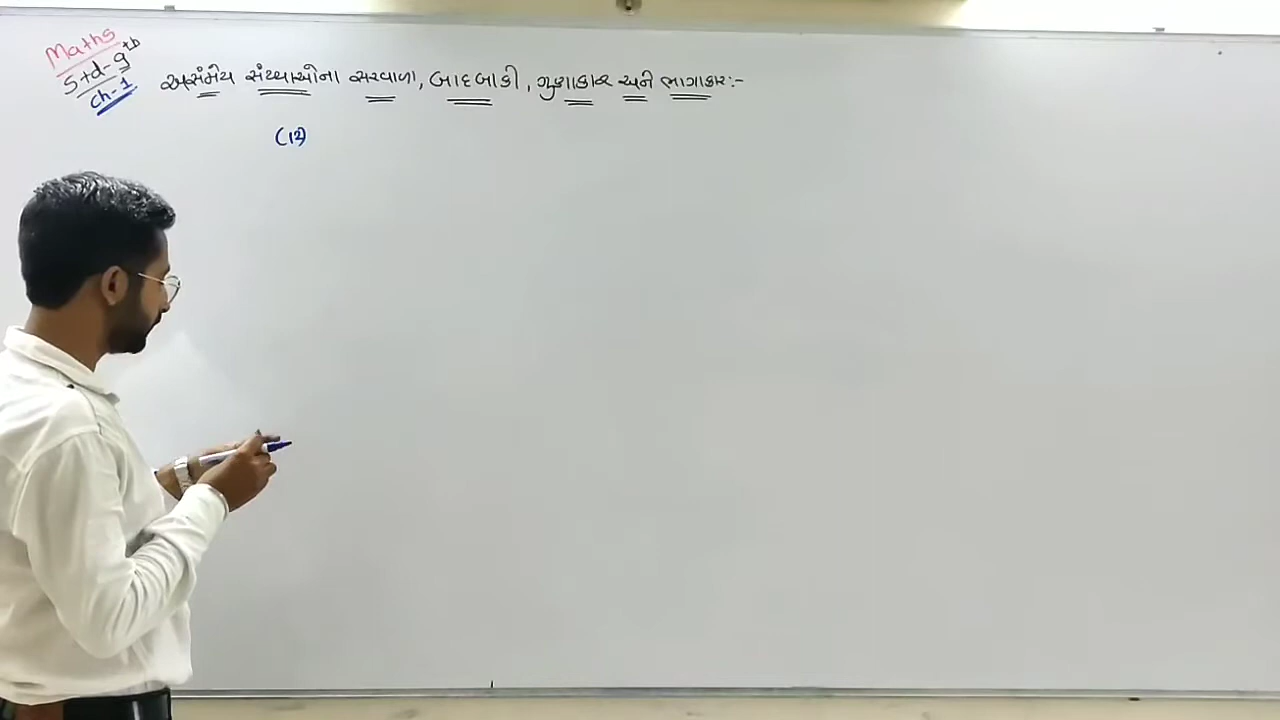 Maths
Std-9th
Ch-1
અસંમેય સંખ્યાઓના સરવાળા, બાદબાકી, ગુણાકાર અને ભાગાકાર:-
(12)